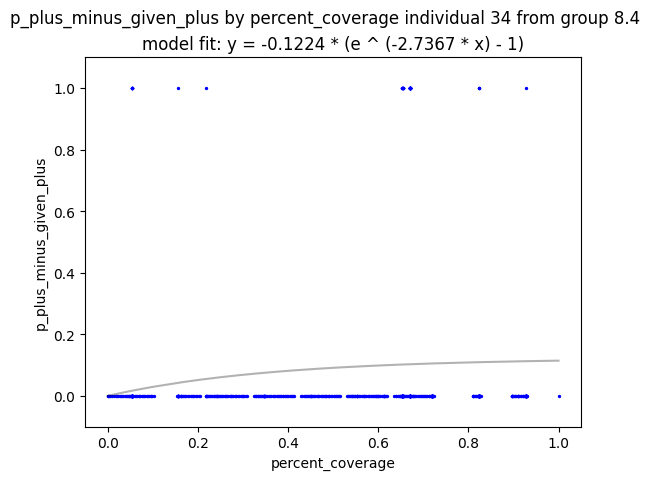 p_plus_minus_given_plus by percent_coverage individual 34 from group 8.4
model fit: y = -0.1224 * (e ^ (-2.7367 * x) - 1)
1.0
0.8
0.6
0.4
0.2
0.0
p_plus_minus_given_plus
0.0 0.2 0.4 0.6 0.8 1.0
percent_coverage